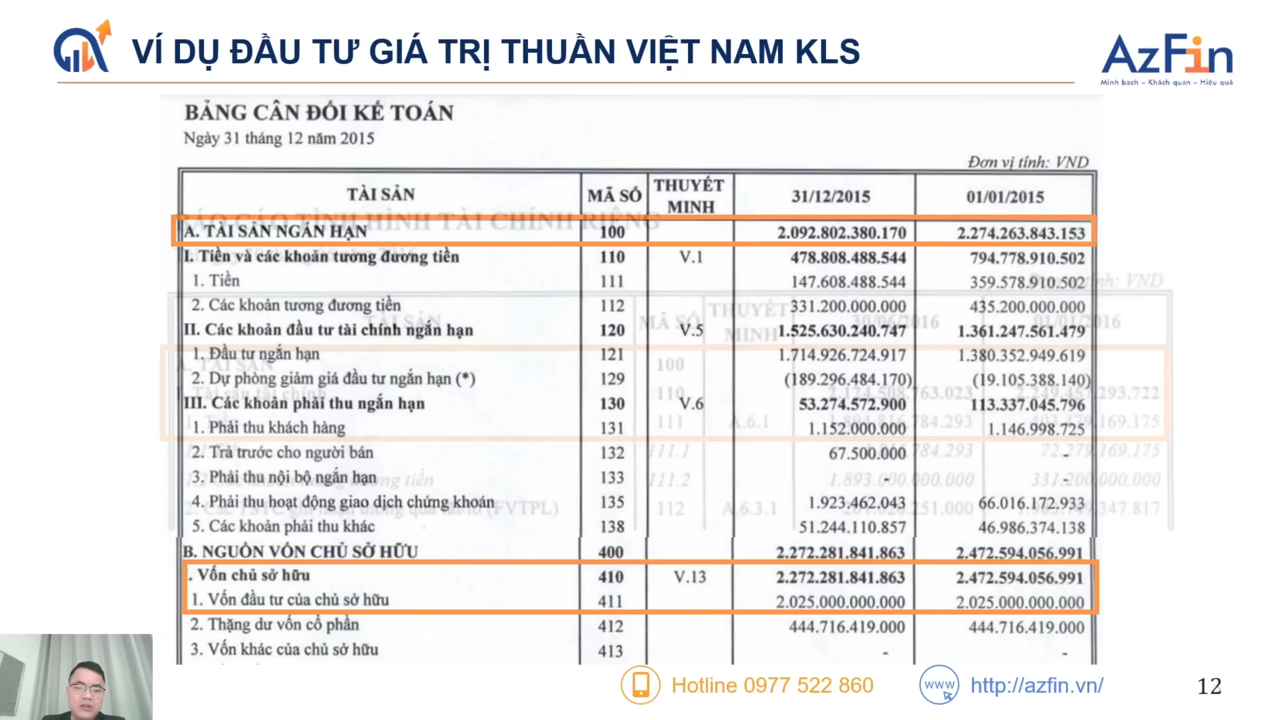 VÍ DỤ ĐẦU TƯ GIÁ TRỊ THUẦN VIỆT NAM KLS
AzFin
Minh bạch – Khách quan – Hiệu quả
BẢNG CÂN ĐỐI KẾ TOÁN
Ngày 31 tháng 12 năm 2015
Đơn vị tính: VND
TÀI SẢN MÃ SỐ THUYẾT MINH 31/12/2015 01/01/2015
A. TÀI SẢN NGẮN HẠN 100 2.092.802.380.170 2.274.263.843.153
I. Tiền và các khoản tương đương tiền 110 V.1 478.808.488.544 794.778.910.502
1. Tiền 111 147.608.488.544 359.578.910.502
2. Các khoản tương đương tiền 112 331.200.000.000 435.200.000.000
II. Các khoản đầu tư tài chính ngắn hạn 120 V.5 1.525.630.240.747 1.361.247.561.479
1. Đầu tư ngắn hạn 121 1.714.926.724.917 1.380.352.949.619
2. Dự phòng giảm giá đầu tư ngắn hạn (*) 129 (189.296.484.170) (19.105.388.140)
III. Các khoản phải thu ngắn hạn 130 V.6 53.274.572.900 113.337.045.796
1. Phải thu khách hàng 131 1.152.000.000 1.146.998.725
2. Trả trước cho người bán 132 67.500.000 -
3. Phải thu nội bộ ngắn hạn 133 - -
4. Phải thu hoạt động giao dịch chứng khoán 135 1.923.462.043 66.016.172.933
5. Các khoản phải thu khác 138 51.244.110.857 46.986.374.138
B. NGUỒN VỐN CHỦ SỞ HỮU 400 2.272.281.841.863 2.472.594.056.991
. Vốn chủ sở hữu 410 V.13 2.272.281.841.863 2.472.594.056.991
1. Vốn đầu tư của chủ sở hữu 411 2.025.000.000.000 2.025.000.000.000
2. Thặng dư vốn cổ phần 412 444.716.419.000 444.716.419.000
3. Vốn khác của chủ sở hữu 413 - -
Hotline 0977 522 860
www
http://azfin.vn/
12